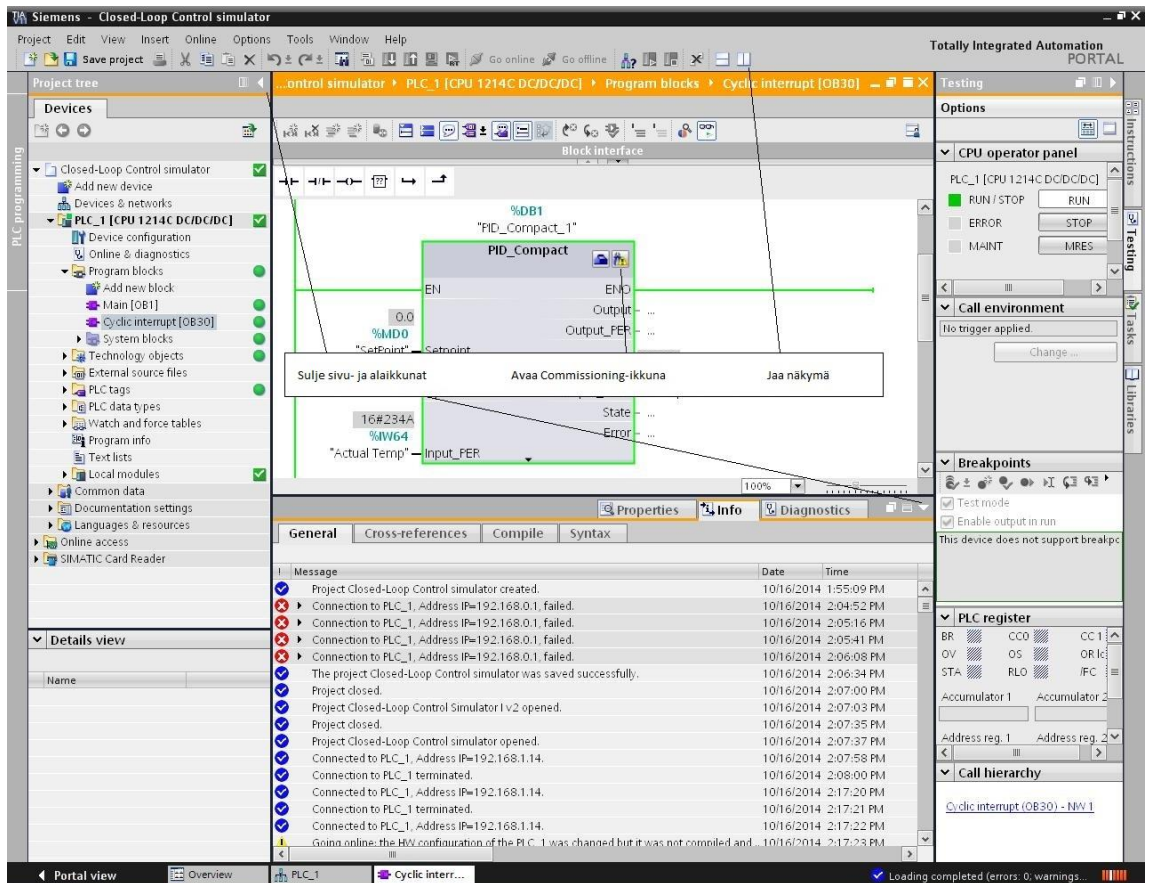 Siemens - Closed-Loop Control simulator
Project Edit View Insert Online Options Tools Window Help
Save project Go online Go offline
Totally Integrated Automation
PORTAL
Project tree
Devices
PLC programming
Closed-Loop Control simulator
Add new device
Devices & networks
PLC_1 [CPU 1214C DC/DC/DC]
Device configuration
Online & diagnostics
Program blocks
Add new block
Main [OB1]
Cyclic interrupt [OB30]
System blocks
Technology objects
External source files
PLC tags
PLC data types
Watch and force tables
Program info
Text lists
Local modules
Common data
Documentation settings
Languages & resources
Online access
SIMATIC Card Reader
Details view
Name
...ontrol simulator PLC_1 [CPU 1214C DC/DC/DC] Program blocks Cyclic interrupt [OB30]
Block interface
%DB1
"PID_Compact_1"
PID_Compact
EN ENO
Output ...
0.0
Output_PER ...
%MD0
"SetPoint" Setpoint
Sulje sivu- ja alaikkunat Avaa Commissioning-ikkuna Jaa näkymä
State ...
16#234A
Error ...
%IW64
"Actual Temp" Input_PER
100%
Properties Info Diagnostics
General Cross-references Compile Syntax
! Message Date Time
Project Closed-Loop Control simulator created. 10/16/2014 1:55:09 PM
Connection to PLC_1, Address IP=192.168.0.1, failed. 10/16/2014 2:04:52 PM
Connection to PLC_1, Address IP=192.168.0.1, failed. 10/16/2014 2:05:16 PM
Connection to PLC_1, Address IP=192.168.0.1, failed. 10/16/2014 2:05:41 PM
Connection to PLC_1, Address IP=192.168.0.1, failed. 10/16/2014 2:06:08 PM
The project Closed-Loop Control simulator was saved successfully. 10/16/2014 2:06:34 PM
Project closed. 10/16/2014 2:07:00 PM
Project Closed-Loop Control Simulator I v2 opened. 10/16/2014 2:07:03 PM
Project closed. 10/16/2014 2:07:35 PM
Project Closed-Loop Control simulator opened. 10/16/2014 2:07:37 PM
Connected to PLC_1, Address IP=192.168.1.14. 10/16/2014 2:07:58 PM
Connection to PLC_1 terminated. 10/16/2014 2:08:00 PM
Connected to PLC_1, Address IP=192.168.1.14. 10/16/2014 2:17:20 PM
Connection to PLC_1 terminated. 10/16/2014 2:17:21 PM
Connected to PLC_1, Address IP=192.168.1.14. 10/16/2014 2:17:22 PM
Going online: the HW configuration of the PLC_1 was changed but it was not compiled and ... 10/16/2014 2:17:23 PM
Testing
Options
CPU operator panel
PLC_1 [CPU 1214C DC/DC/DC]
RUN / STOP RUN
ERROR STOP
MAINT MRES
Call environment
No trigger applied.
Change ...
Breakpoints
Test mode
Enable output in run
This device does not support breakpc
PLC register
BR CC0 CC 1
OV OS OR lc
STA RLO /FC
Accumulator 1 Accumulator 2
Address reg. 1 Address reg. 2
Call hierarchy
Cyclic interrupt (OB30) - NW 1
Instructions
Testing
Tasks
Libraries
Portal view Overview PLC_1 Cyclic interr...
Loading completed (errors: 0; warnings...